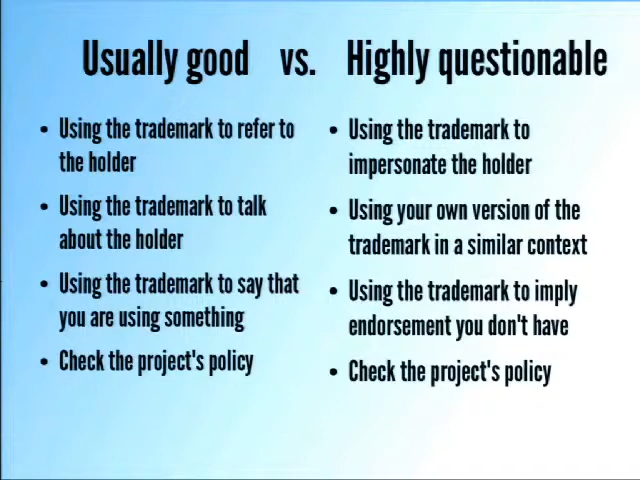 Usually good vs. Highly questionable
• Using the trademark to refer to
the holder
• Using the trademark to talk
about the holder
• Using the trademark to say that
you are using something
• Check the project's policy
• Using the trademark to
impersonate the holder
• Using your own version of the
trademark in a similar context
• Using the trademark to imply
endorsement you don't have
• Check the project's policy